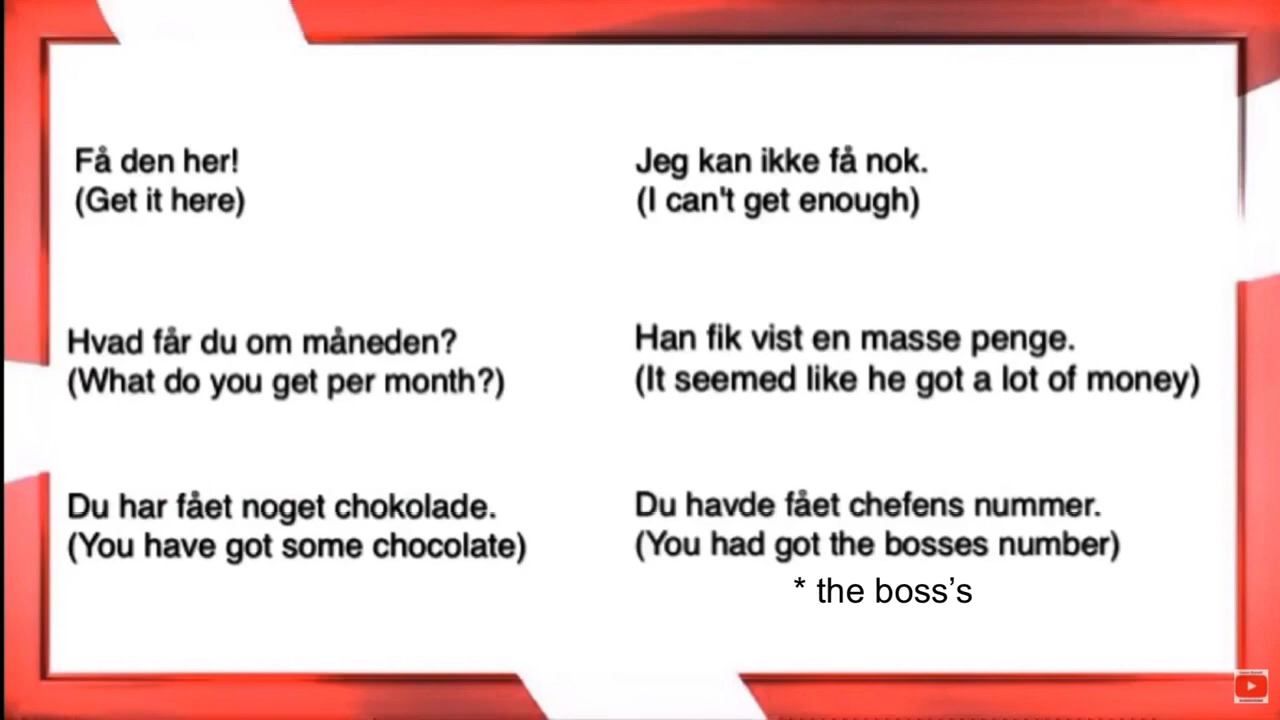 Få den her!
(Get it here)
Jeg kan ikke få nok.
(I can't get enough)
Hvad får du om måneden?
(What do you get per month?)
Han fik vist en masse penge.
(It seemed like he got a lot of money)
Du har fået noget chokolade.
(You have got some chocolate)
Du havde fået chefens nummer.
(You had got the bosses number)
* the boss’s